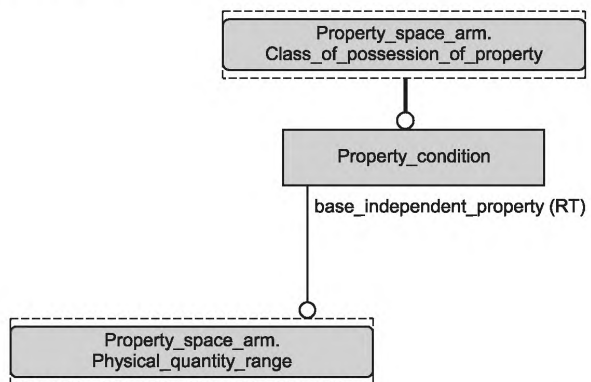 Property_space_arm.
Class_of_possession_of_property
Property_condition
base_independent_property (RT)
Property_space_arm.
Physical_quantity_range